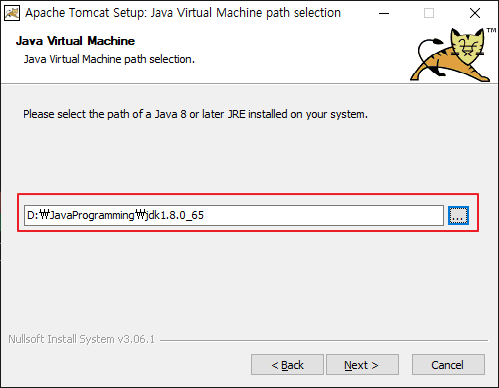 Apache Tomcat Setup: Java Virtual Machine path selection
Java Virtual Machine
Java Virtual Machine path selection.
TM
Please select the path of a Java 8 or later JRE installed on your system.
D:₩JavaProgramming₩jdk1.8.0_65
...
Nullsoft Install System v3.06.1
< Back
Next >
Cancel